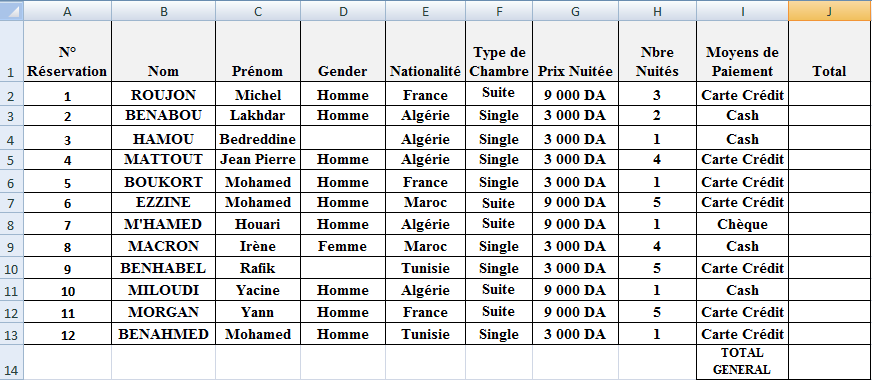 A B C D E F G H I J
1 N° Réservation Nom Prénom Gender Nationalité Type de Chambre Prix Nuitée Nbre Nuités Moyens de Paiement Total
2 1 ROUJON Michel Homme France Suite 9 000 DA 3 Carte Crédit
3 2 BENABOU Lakhdar Homme Algérie Single 3 000 DA 2 Cash
4 3 HAMOU Bedreddine Algérie Single 3 000 DA 1 Cash
5 4 MATTOUT Jean Pierre Homme Algérie Single 3 000 DA 4 Carte Crédit
6 5 BOUKORT Mohamed Homme France Single 3 000 DA 1 Carte Crédit
7 6 EZZINE Mohamed Homme Maroc Suite 9 000 DA 5 Carte Crédit
8 7 M'HAMED Houari Homme Algérie Suite 9 000 DA 1 Chèque
9 8 MACRON Irène Femme Maroc Single 3 000 DA 4 Cash
10 9 BENHABEL Rafik Tunisie Single 3 000 DA 5 Carte Crédit
11 10 MILOUDI Yacine Homme Algérie Suite 9 000 DA 1 Cash
12 11 MORGAN Yann Homme France Suite 9 000 DA 5 Carte Crédit
13 12 BENAHMED Mohamed Homme Tunisie Single 3 000 DA 1 Carte Crédit
14 TOTAL GENERAL